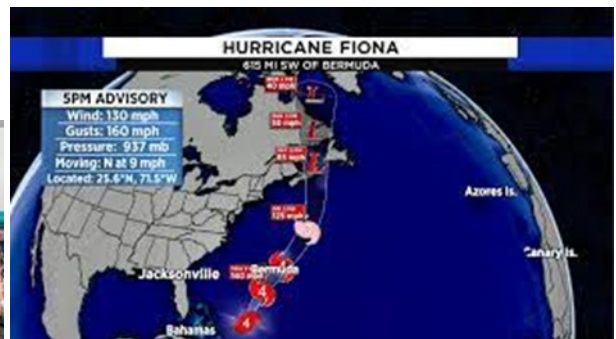 HURRICANE FIONA
615 MI SW OF BERMUDA
5PM ADVISORY
Wind: 130 mph
Gusts: 160 mph
Pressure: 937 mb
Moving: N at 9 mph
Located: 25.6°N, 71.5°W
40 mph
50 mph
85 mph
125 mph
Azores Is.
Canary Is.
Bermuda
Jacksonville
4
4
Bahamas